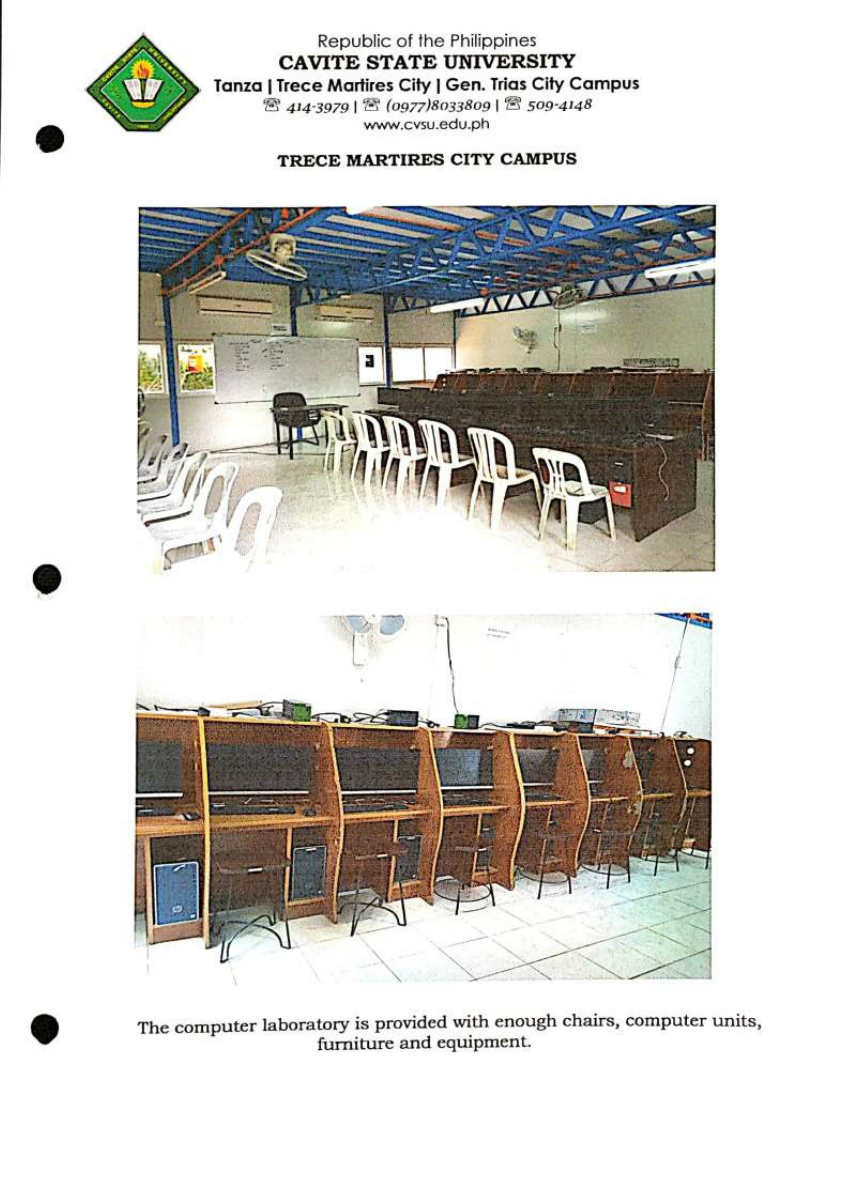 Republic of the Philippines
CAVITE STATE UNIVERSITY
Tanza | Trece Martires City | Gen. Trias City Campus
☏ 414-3979 | ☏ (0977)8033809 | ☏ 509-4148
www.cvsu.edu.ph
TRECE MARTIRES CITY CAMPUS
The computer laboratory is provided with enough chairs, computer units,
furniture and equipment.